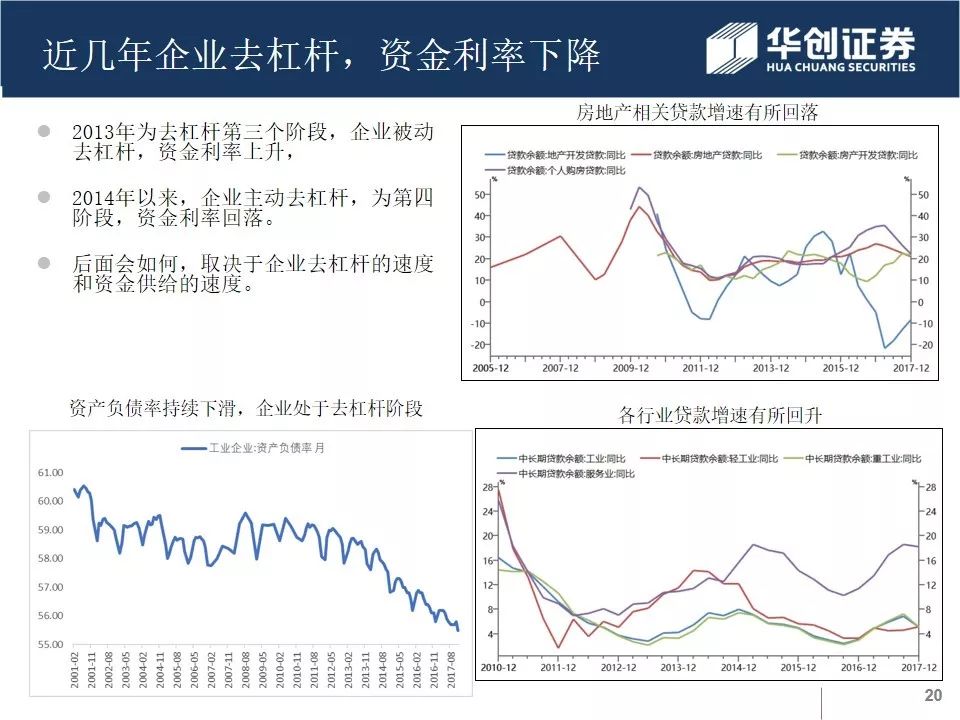 近几年企业去杠杆，资金利率下降
华创证券
HUA CHUANG SECURITIES
2013年为去杠杆第三个阶段，企业被动
去杠杆，资金利率上升，
2014年以来，企业主动去杠杆，为第四
阶段，资金利率回落。
后面会如何，取决于企业去杠杆的速度
和资金供给的速度。
房地产相关贷款增速有所回落
贷款余额:地产开发贷款:同比 贷款余额:房地产贷款:同比 贷款余额:房产开发贷款:同比
贷款余额:个人购房贷款:同比
% %
50 50
40 40
30 30
20 20
10 10
0 0
-10 -10
-20 -20
2005-12 2007-12 2009-12 2011-12 2013-12 2015-12 2017-12
资产负债率持续下滑，企业处于去杠杆阶段
工业企业:资产负债率 月
61.00
60.00
59.00
58.00
57.00
56.00
55.00
2001-02 2001-11 2003-05 2004-02 2004-11 2005-08 2006-05 2007-02 2007-11 2008-08 2009-05 2010-02 2010-11 2011-08 2012-05 2013-02 2013-11 2014-08 2015-05 2016-02 2016-11 2017-08
各行业贷款增速有所回升
中长期贷款余额:工业:同比 中长期贷款余额:轻工业:同比 中长期贷款余额:重工业:同比
中长期贷款余额:服务业:同比
% %
28 28
24 24
20 20
16 16
12 12
8 8
4 4
2010-12 2011-12 2012-12 2013-12 2014-12 2015-12 2016-12 2017-12
20